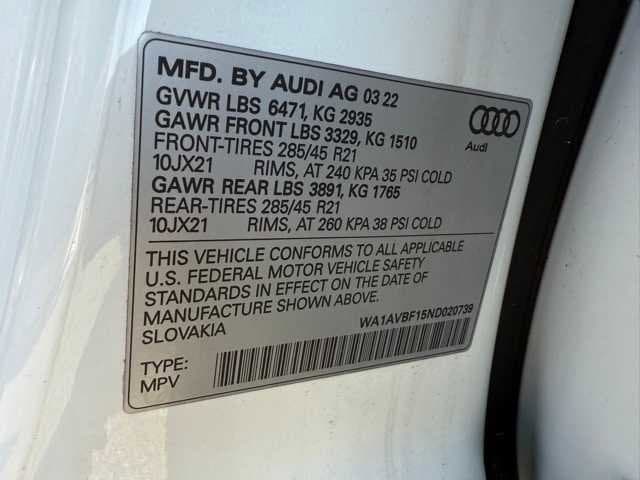 MFD. BY AUDI AG 03 22
GVWR LBS 6471, KG 2935
GAWR FRONT LBS 3329, KG 1510
FRONT-TIRES 285/45 R21
10JX21 RIMS, AT 240 KPA 35 PSI COLD
GAWR REAR LBS 3891, KG 1765
REAR-TIRES 285/45 R21
10JX21 RIMS, AT 260 KPA 38 PSI COLD
Audi
THIS VEHICLE CONFORMS TO ALL APPLICABLE
U.S. FEDERAL MOTOR VEHICLE SAFETY
STANDARDS IN EFFECT ON THE DATE OF
MANUFACTURE SHOWN ABOVE.
SLOVAKIA
WA1AVBF15ND020739
TYPE:
MPV